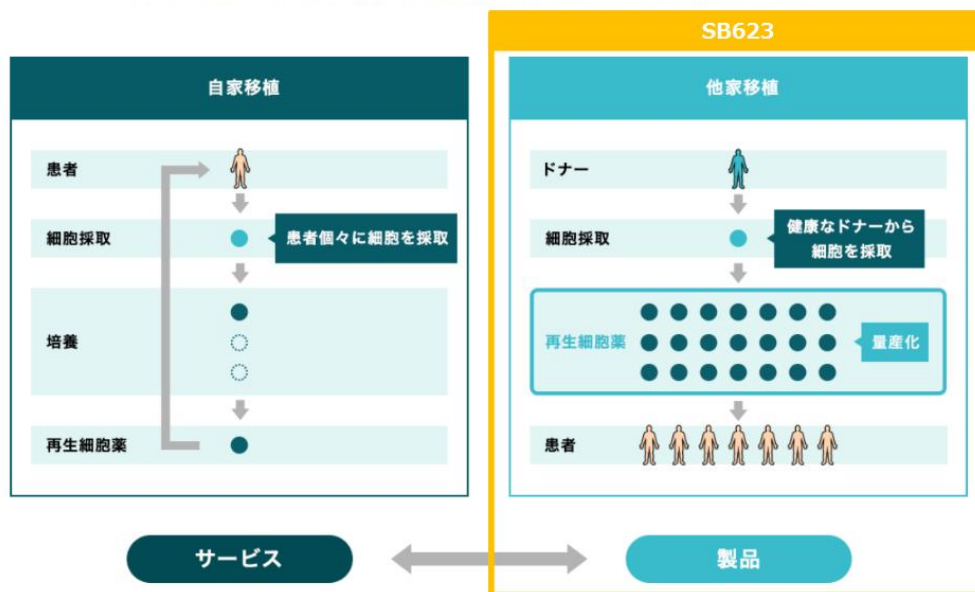 SB623
自家移植
患者
細胞採取
患者個々に細胞を採取
培養
再生細胞薬
サービス
他家移植
ドナー
細胞採取
健康なドナーから
細胞を採取
再生細胞薬
量産化
患者
製品